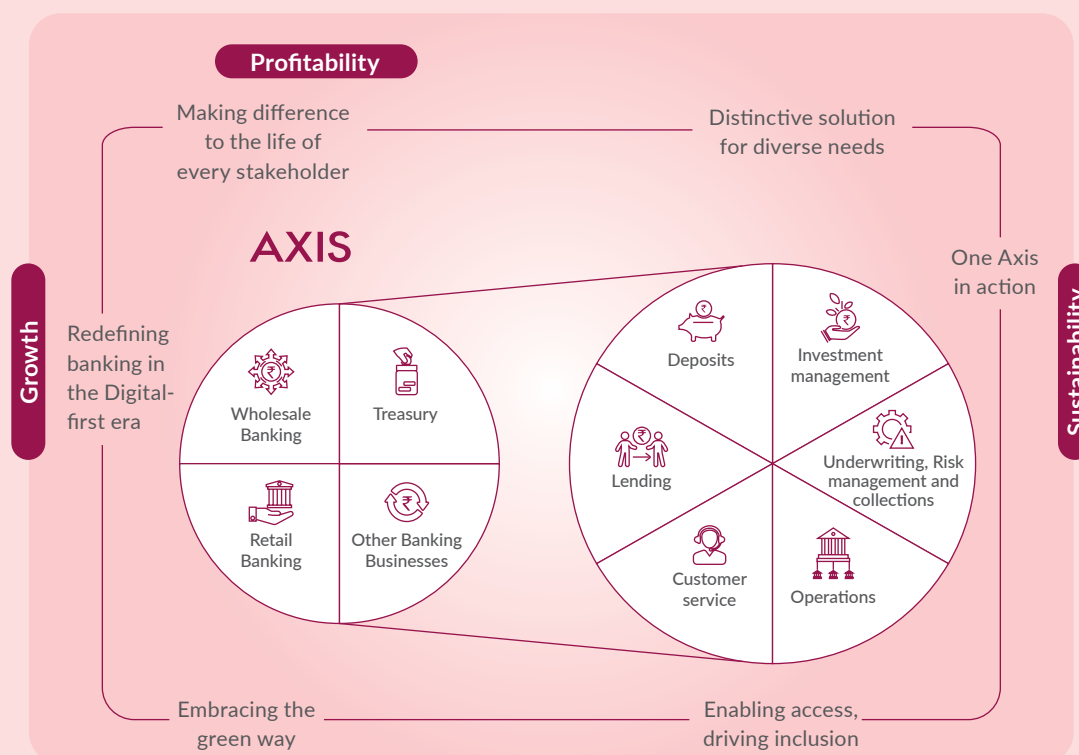 Profitability
Making difference
to the life of
every stakeholder
Distinctive solution
for diverse needs
AXIS
One Axis
in action
Growth
Sustainability
Redefining
banking in
the Digital-
first era
Wholesale
Banking
Treasury
Retail
Banking
Other Banking
Businesses
Deposits
Investment
management
Lending
Underwriting, Risk
management and
collections
Customer
service
Operations
Embracing the
green way
Enabling access,
driving inclusion